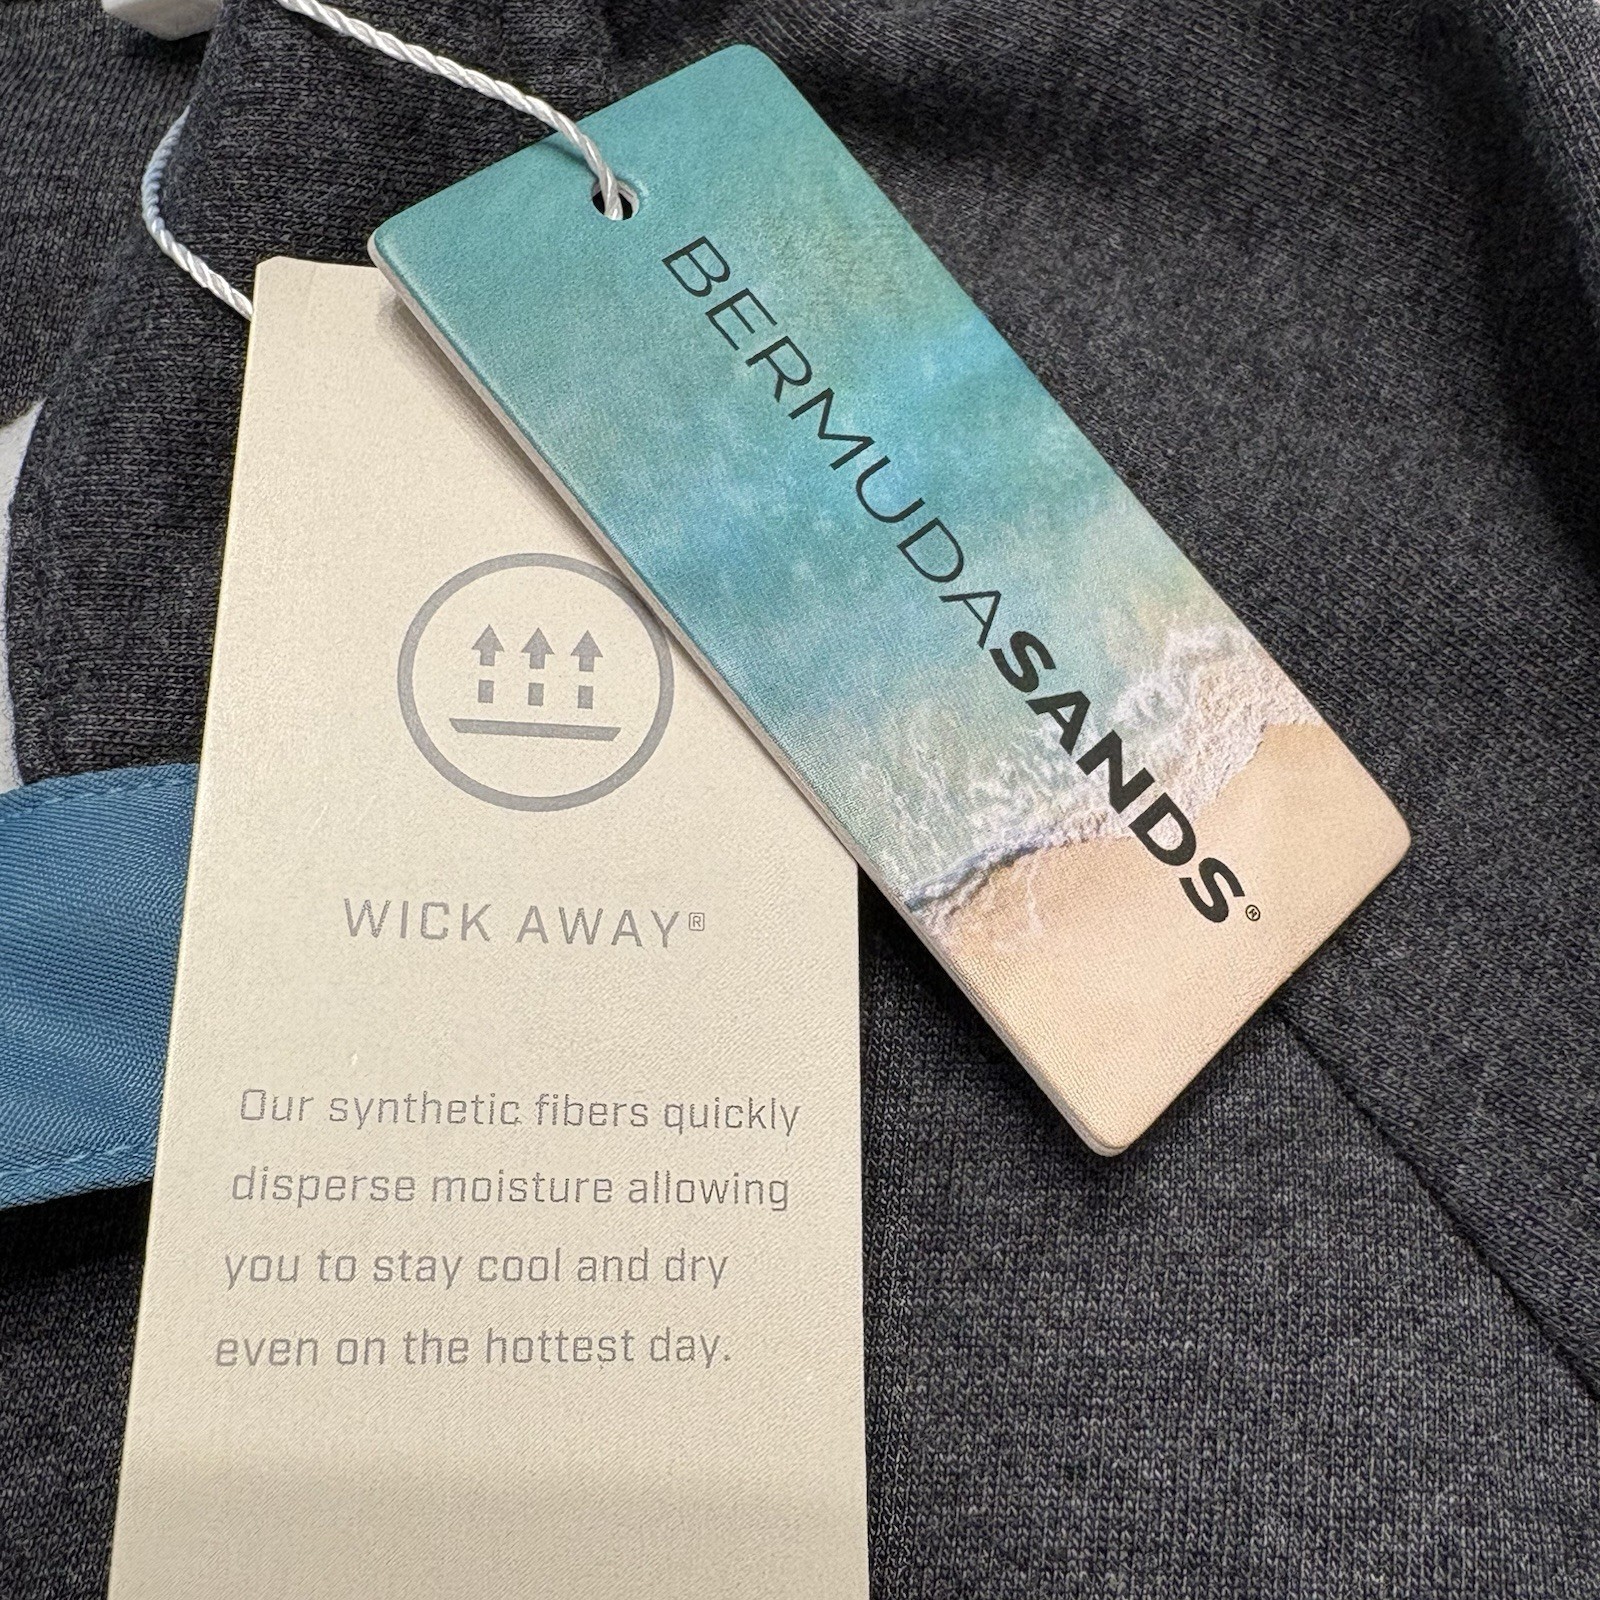 BERMUDASANDS®
WICK AWAY®
Our synthetic fibers quickly
disperse moisture allowing
you to stay cool and dry
even on the hottest day.